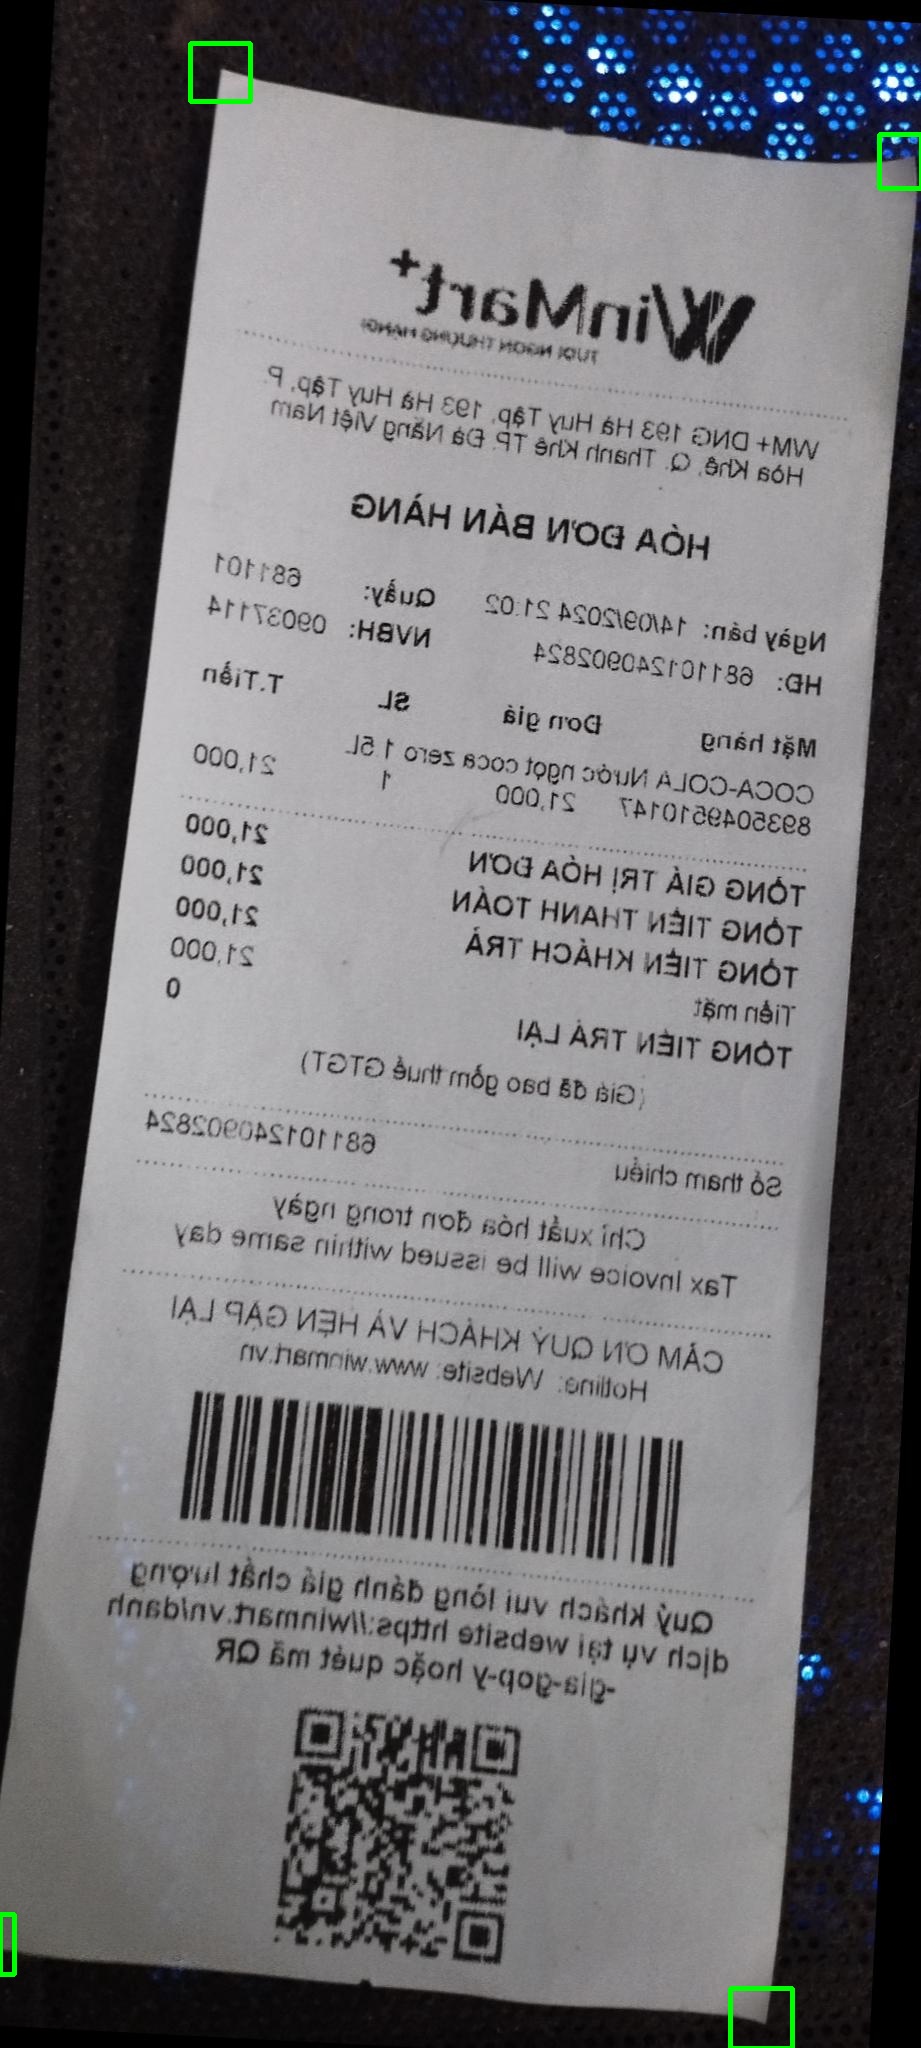 WinMart+
TƯƠI NGON THƯỢNG HẠNG
WM+ DNG 193 Hà Huy Tập, 193 Hà Huy Tập, P.
Hòa Khê, Q. Thanh Khê TP. Đà Nẵng Việt Nam
HÓA ĐƠN BÁN HÀNG
Ngày bán: 14/09/2024 21:02 Quầy: 681101
HĐ: 68110124090282​4 NVBH: 09037114
Mặt hàng Đơn giá SL T.Tiền
COCA-COLA Nước ngọt coca zero 1.5L
8935049510147 21,000 1 21,000
TỔNG GIÁ TRỊ HÓA ĐƠN 21,000
TỔNG TIỀN THANH TOÁN 21,000
TỔNG TIỀN KHÁCH TRẢ 21,000
Tiền mặt 21,000
TỔNG TIỀN TRẢ LẠI 0
(Giá đã bao gồm thuế GTGT)
Số tham chiếu 681101240902824
Chỉ xuất hóa đơn trong ngày
Tax Invoice will be issued within same day
CẢM ƠN QUÝ KHÁCH VÀ HẸN GẶP LẠI
Hotline: Website: www.winmart.vn
Quý khách vui lòng đánh giá chất lượng
dịch vụ tại website https://winmart.vn/danh
-gia-gop-y hoặc quét mã QR